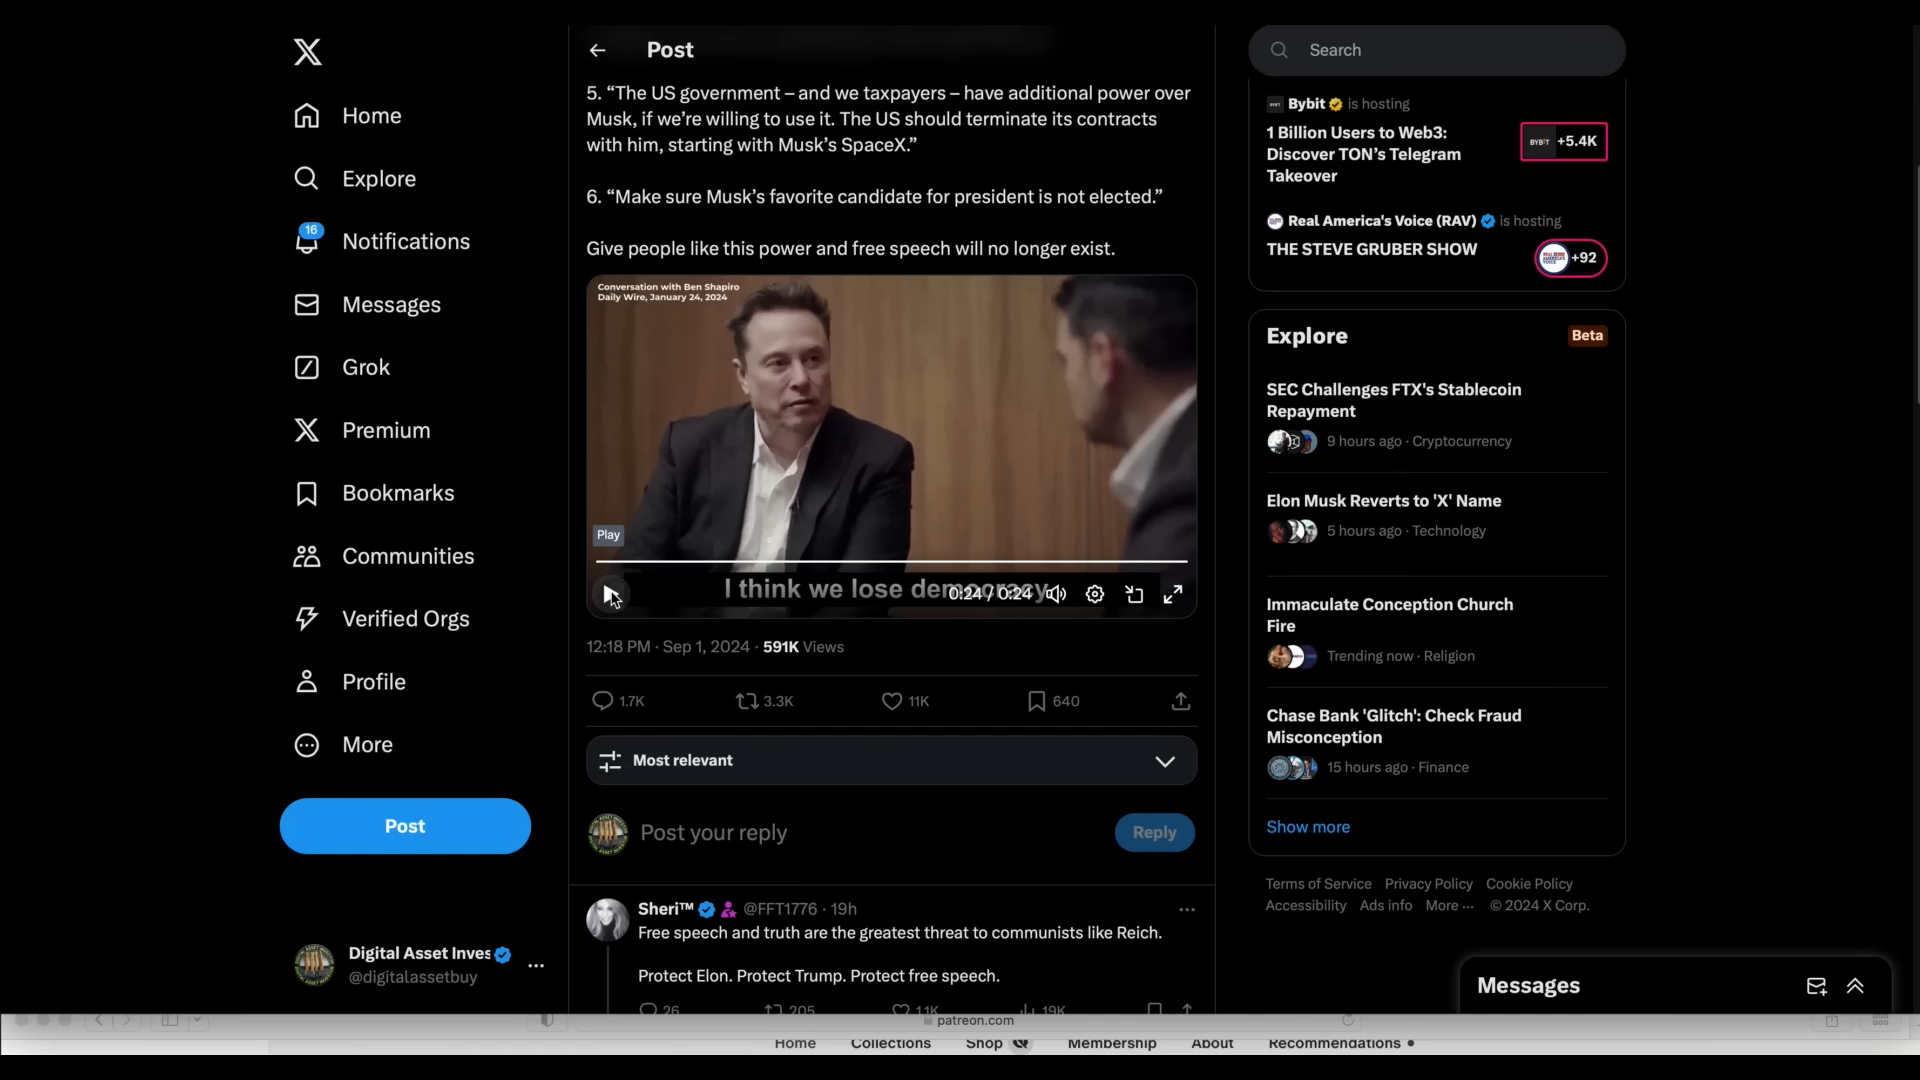 Post
Search
Home
Explore
16
Notifications
Messages
Grok
Premium
Bookmarks
Communities
Verified Orgs
Profile
More
Post
Digital Asset Inves
@digitalassetbuy
5. “The US government – and we taxpayers – have additional power over
Musk, if we’re willing to use it. The US should terminate its contracts
with him, starting with Musk’s SpaceX.”
6. “Make sure Musk’s favorite candidate for president is not elected.”
Give people like this power and free speech will no longer exist.
Conversation with Ben Shapiro
Daily Wire, January 24, 2024
Play
I think we lose democracy
0:24 / 0:24
12:18 PM · Sep 1, 2024 · 591K Views
1.7K 3.3K 11K 640
Most relevant
Post your reply
Reply
Sheri™ @FFT1776 · 19h
Free speech and truth are the greatest threat to communists like Reich.
Protect Elon. Protect Trump. Protect free speech.
26 205 1.1K 19K
Bybit is hosting
1 Billion Users to Web3:
Discover TON’s Telegram
Takeover
BYBIT +5.4K
Real America's Voice (RAV) is hosting
THE STEVE GRUBER SHOW
+92
Explore
Beta
SEC Challenges FTX's Stablecoin
Repayment
9 hours ago · Cryptocurrency
Elon Musk Reverts to 'X' Name
5 hours ago · Technology
Immaculate Conception Church
Fire
Trending now · Religion
Chase Bank 'Glitch': Check Fraud
Misconception
15 hours ago · Finance
Show more
Terms of Service Privacy Policy Cookie Policy
Accessibility Ads info More ··· © 2024 X Corp.
Messages
patreon.com
Home Collections Shop Membership About Recommendations